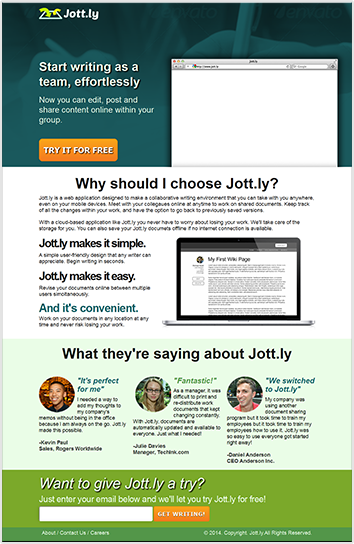 Jott.ly
Start writing as a
team, effortlessly
Now you can edit, post and
share content online within your
group.
TRY IT FOR FREE
Jott.ly
Why should I choose Jott.ly?
Jott.ly is a web application designed to make a collaborative writing environment that you can take with you anywhere,
even on your mobile devices. Meet with your collegues online at anytime to work on shared documents. Keep track
of all the changes within your work, and have the option to go back to previously saved versions.
With a cloud-based application like Jott.ly you never have to worry about losing your work. We'll take care of the
storage for you. You can also save your Jott.ly documets offline if no internet connection is available.
Jott.ly makes it simple.
A simple user-friendly design that any writer can
appreciate. Begin writing in seconds.
Jott.ly makes it easy.
Revise your documents online between multiple
users simultaneously.
And it's convenient.
Work on your documents in any location at any
time and never risk losing your work.
My First Wiki Page
What they're saying about Jott.ly
"It's perfect
for me"
I needed a way to
add my thoughts to
my company's
memos without being in the office
because I am always on the go. Jott.ly
made this possible.
-Kevin Paul
Sales, Rogers Worldwide
"Fantastic!"
As a manager, it was
difficult to print and
re-distribute work
documents that kept
changing constantly.
With Jott.ly, documents are
automatically updated and available to
everyone. Just what I needed!
-Julie Davies
Manager, Techlink.com
"We switched
to Jott.ly"
My company was
using another
document sharing
program but it took time to train my
employees but it took time to train my
employees how to use it. Jott.ly was
so easy to use everyone got started
right away!
-Daniel Anderson
CEO Anderson Inc.
Want to give Jott.ly a try?
Just enter your email below and we'll let you try Jott.ly for free!
GET WRITING!
About / Contact Us / Careers
© 2014. Copyright. Jott.ly All Rights Reserved.